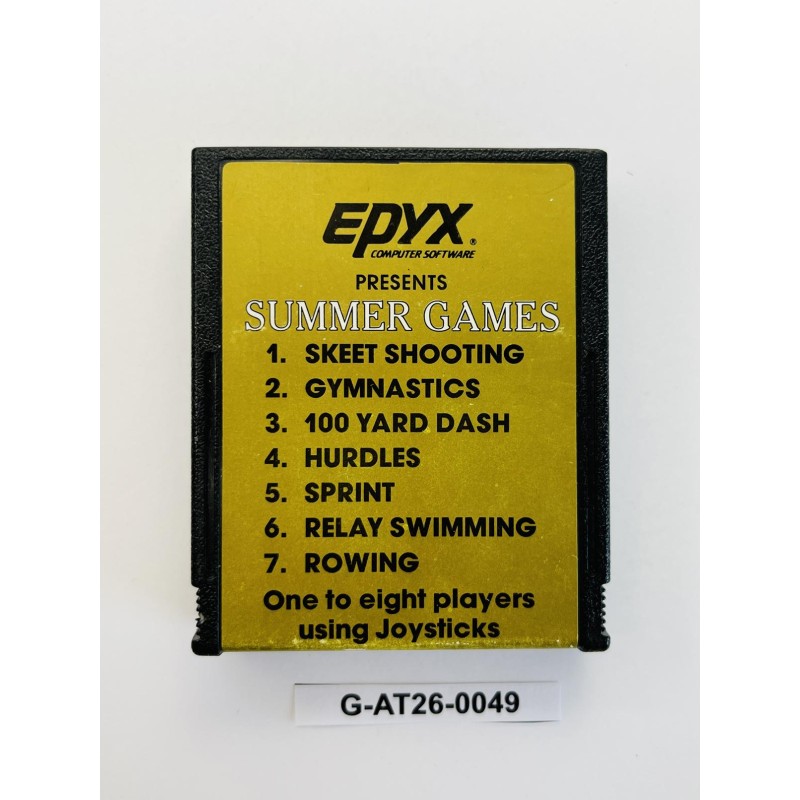 EPYX®
COMPUTER SOFTWARE
PRESENTS
SUMMER GAMES
1. SKEET SHOOTING
2. GYMNASTICS
3. 100 YARD DASH
4. HURDLES
5. SPRINT
6. RELAY SWIMMING
7. ROWING
One to eight players
using Joysticks
G-AT26-0049